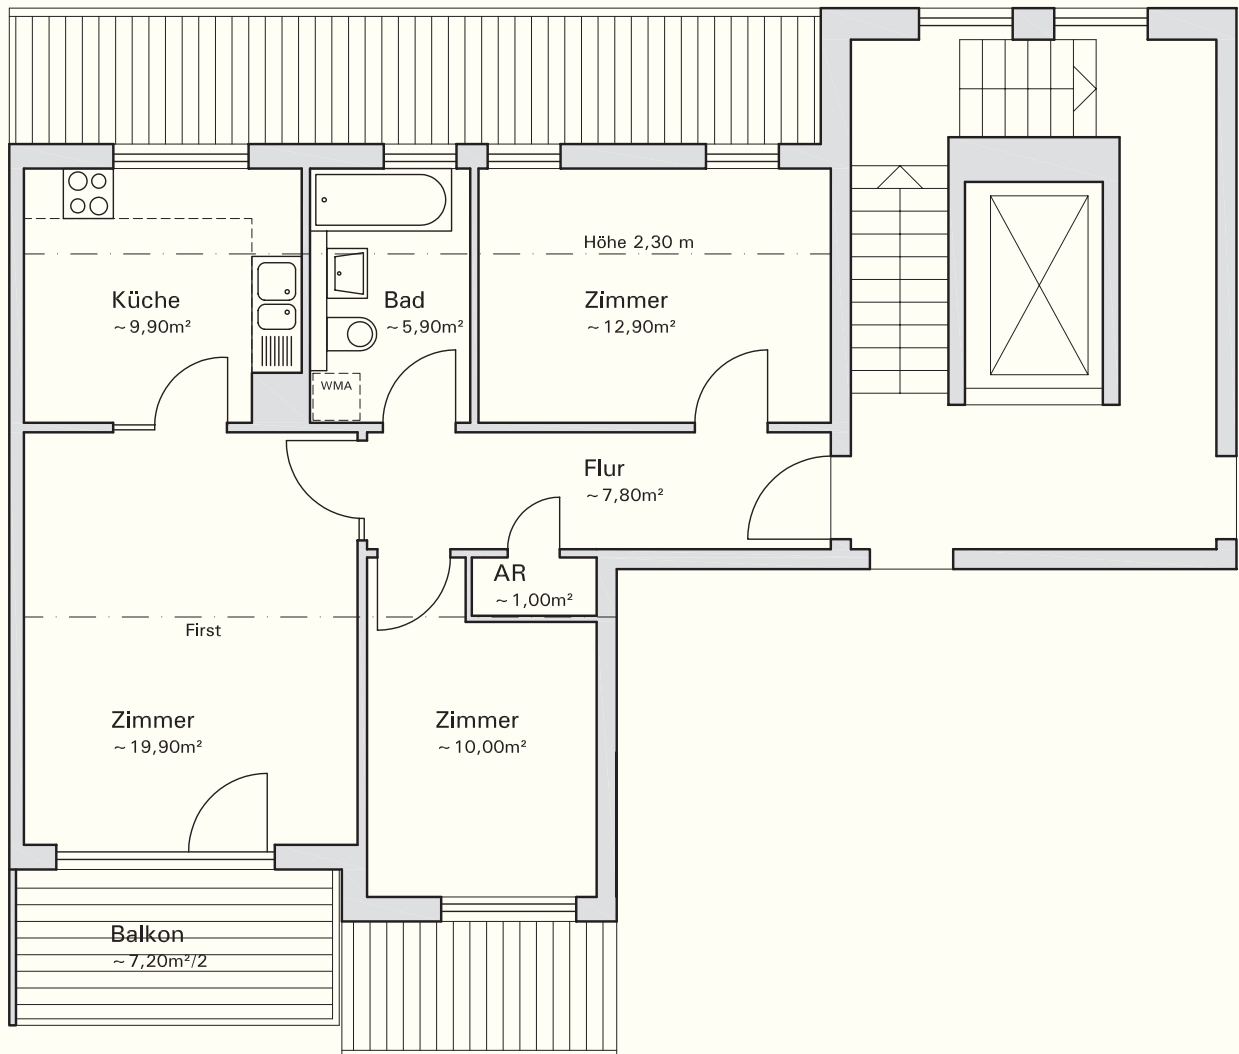 Höhe 2,30 m
Küche
~ 9,90m²
Bad
~ 5,90m²
Zimmer
~ 12,90m²
WMA
Flur
~ 7,80m²
AR
~ 1,00m²
First
Zimmer
~ 19,90m²
Zimmer
~ 10,00m²
Balkon
~ 7,20m²/2